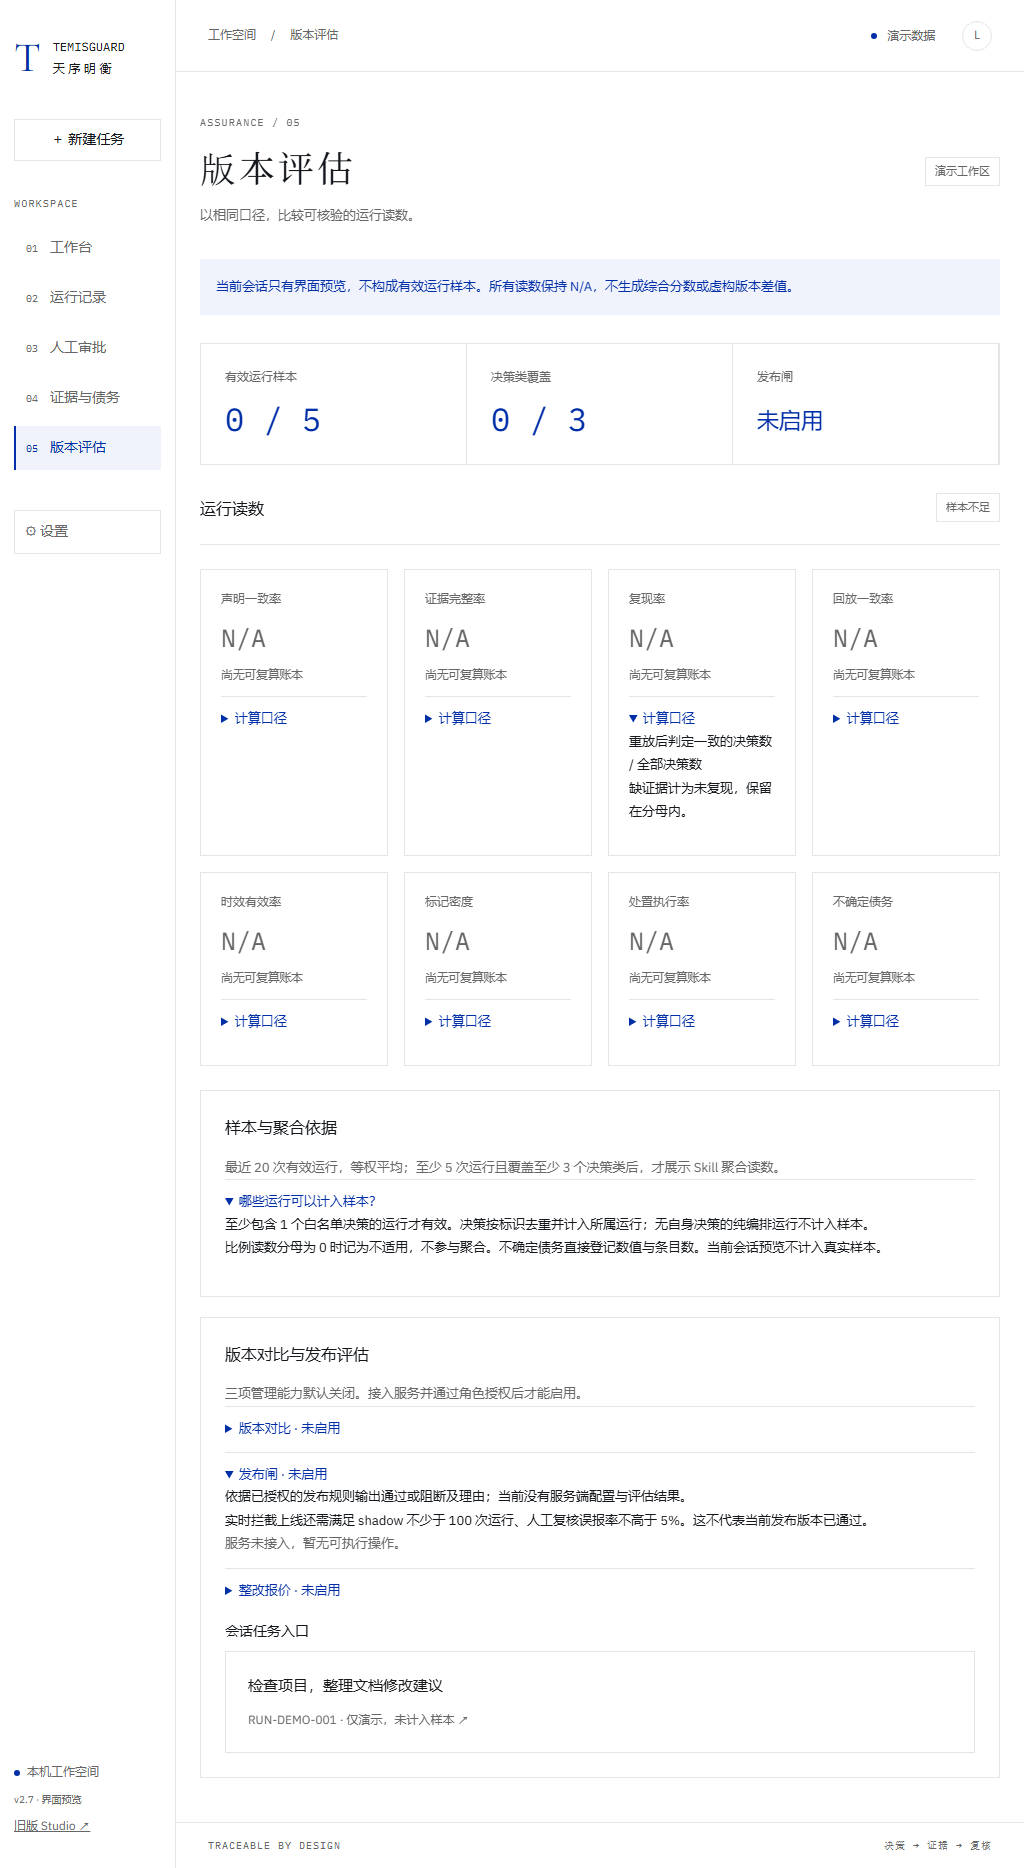 T
TEMISGUARD
天序明衡
+ 新建任务
WORKSPACE
01 工作台
02 运行记录
03 人工审批
04 证据与债务
05 版本评估
⚙ 设置
本机工作空间
v2.7 · 界面预览
旧版 Studio ↗
工作空间 / 版本评估
演示数据
L
ASSURANCE / 05
版本评估
演示工作区
以相同口径，比较可核验的运行读数。
当前会话只有界面预览，不构成有效运行样本。所有读数保持 N/A，不生成综合分数或虚构版本差值。
有效运行样本
0 / 5
决策类覆盖
0 / 3
发布闸
未启用
运行读数
样本不足
声明一致率
N/A
尚无可复算账本
▶ 计算口径
证据完整率
N/A
尚无可复算账本
▶ 计算口径
复现率
N/A
尚无可复算账本
▼ 计算口径
重放后判定一致的决策数
/ 全部决策数
缺证据计为未复现，保留
在分母内。
回放一致率
N/A
尚无可复算账本
▶ 计算口径
时效有效率
N/A
尚无可复算账本
▶ 计算口径
标记密度
N/A
尚无可复算账本
▶ 计算口径
处置执行率
N/A
尚无可复算账本
▶ 计算口径
不确定债务
N/A
尚无可复算账本
▶ 计算口径
样本与聚合依据
最近 20 次有效运行，等权平均；至少 5 次运行且覆盖至少 3 个决策类后，才展示 Skill 聚合读数。
▼ 哪些运行可以计入样本？
至少包含 1 个白名单决策的运行才有效。决策按标识去重并计入所属运行；无自身决策的纯编排运行不计入样本。
比例读数分母为 0 时记为不适用，不参与聚合。不确定债务直接登记数值与条目数。当前会话预览不计入真实样本。
版本对比与发布评估
三项管理能力默认关闭。接入服务并通过角色授权后才能启用。
▶ 版本对比 · 未启用
▼ 发布闸 · 未启用
依据已授权的发布规则输出通过或阻断及理由；当前没有服务端配置与评估结果。
实时拦截上线还需满足 shadow 不少于 100 次运行、人工复核误报率不高于 5%。这不代表当前发布版本已通过。
服务未接入，暂无可执行操作。
▶ 整改报价 · 未启用
会话任务入口
检查项目，整理文档修改建议
RUN-DEMO-001 · 仅演示，未计入样本 ↗
TRACEABLE BY DESIGN
决策 → 证据 → 复核